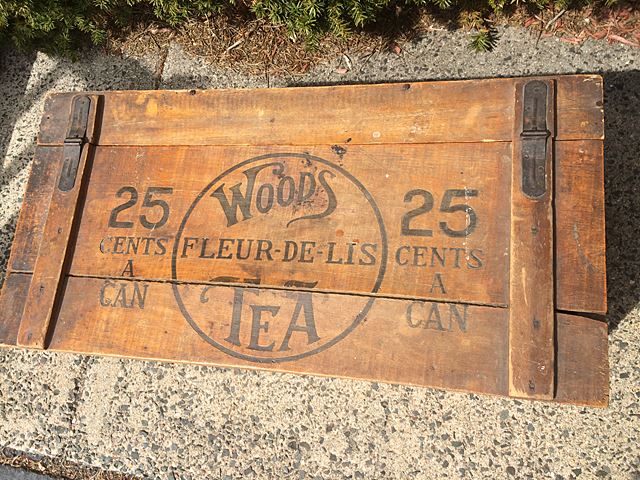 WOOD'S
25 FLEUR-DE-LIS 25
CENTS CENTS
A A
CAN TEA CAN